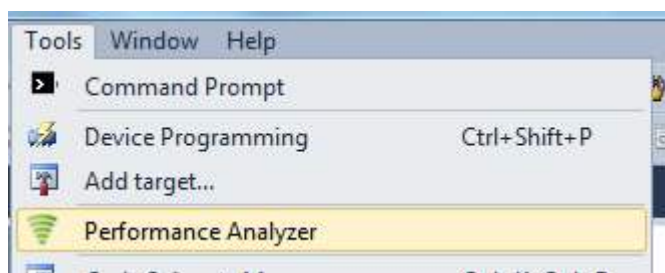 Tools Window Help
Command Prompt
Device Programming Ctrl+Shift+P
Add target...
Performance Analyzer